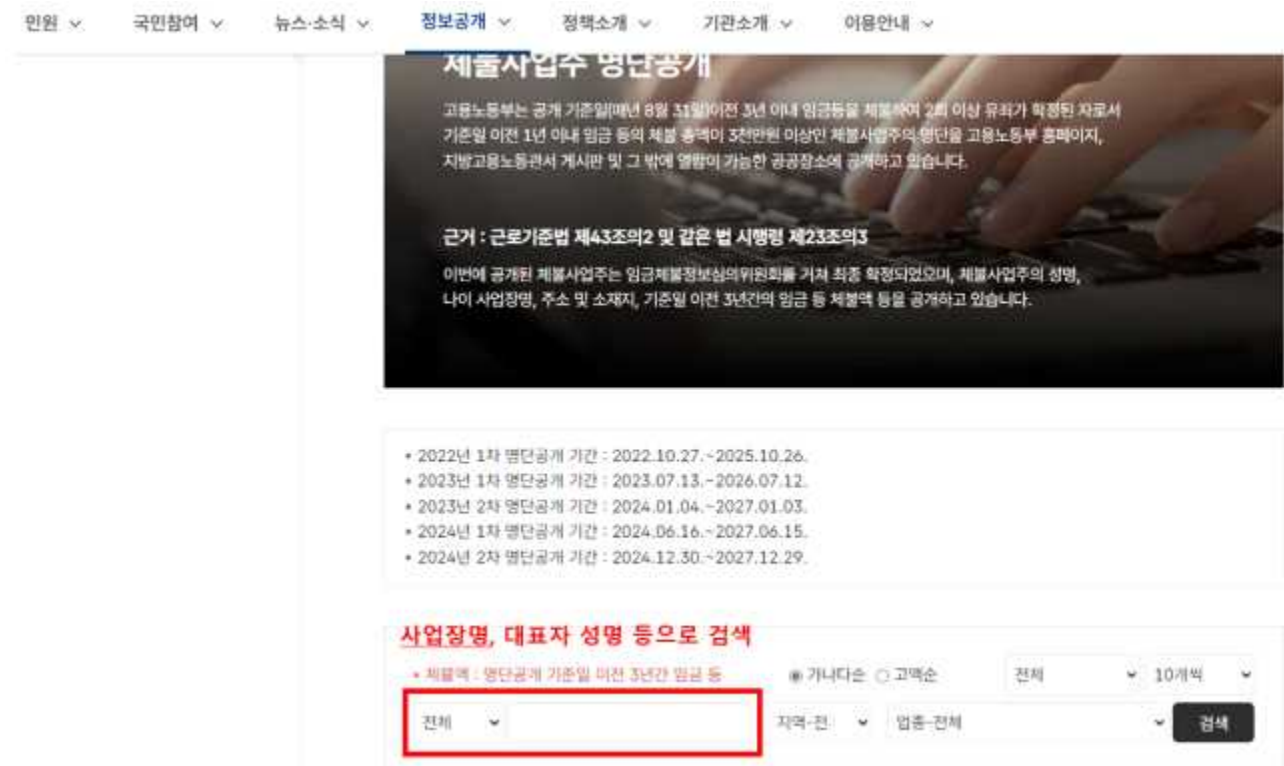 민원
국민참여
뉴스·소식
정보공개
정책소개
기관소개
이용안내
체불사업주 명단공개
고용노동부는 공개 기준일(매년 8월 31일)이전 3년 이내 임금등을 체불하여 2회 이상 유죄가 확정된 자로서
기준일 이전 1년 이내 임금 등의 체불 총액이 3천만원 이상인 체불사업주의 명단을 고용노동부 홈페이지,
지방고용노동관서 게시판 및 그 밖에 열람이 가능한 공공장소에 공개하고 있습니다.
근거 : 근로기준법 제43조의2 및 같은 법 시행령 제23조의3
이번에 공개된 체불사업주는 임금체불정보심의위원회를 거쳐 최종 확정되었으며, 체불사업주의 성명,
나이 사업장명, 주소 및 소재지, 기준일 이전 3년간의 임금 등 체불액 등을 공개하고 있습니다.
• 2022년 1차 명단공개 기간 : 2022.10.27.~2025.10.26.
• 2023년 1차 명단공개 기간 : 2023.07.13.~2026.07.12.
• 2023년 2차 명단공개 기간 : 2024.01.04.~2027.01.03.
• 2024년 1차 명단공개 기간 : 2024.06.16.~2027.06.15.
• 2024년 2차 명단공개 기간 : 2024.12.30.~2027.12.29.
사업장명, 대표자 성명 등으로 검색
• 체불액 : 명단공개 기준일 이전 3년간 임금 등
가나다순 고액순 전체 10개씩
전체 지역-전 업종-전체 검색